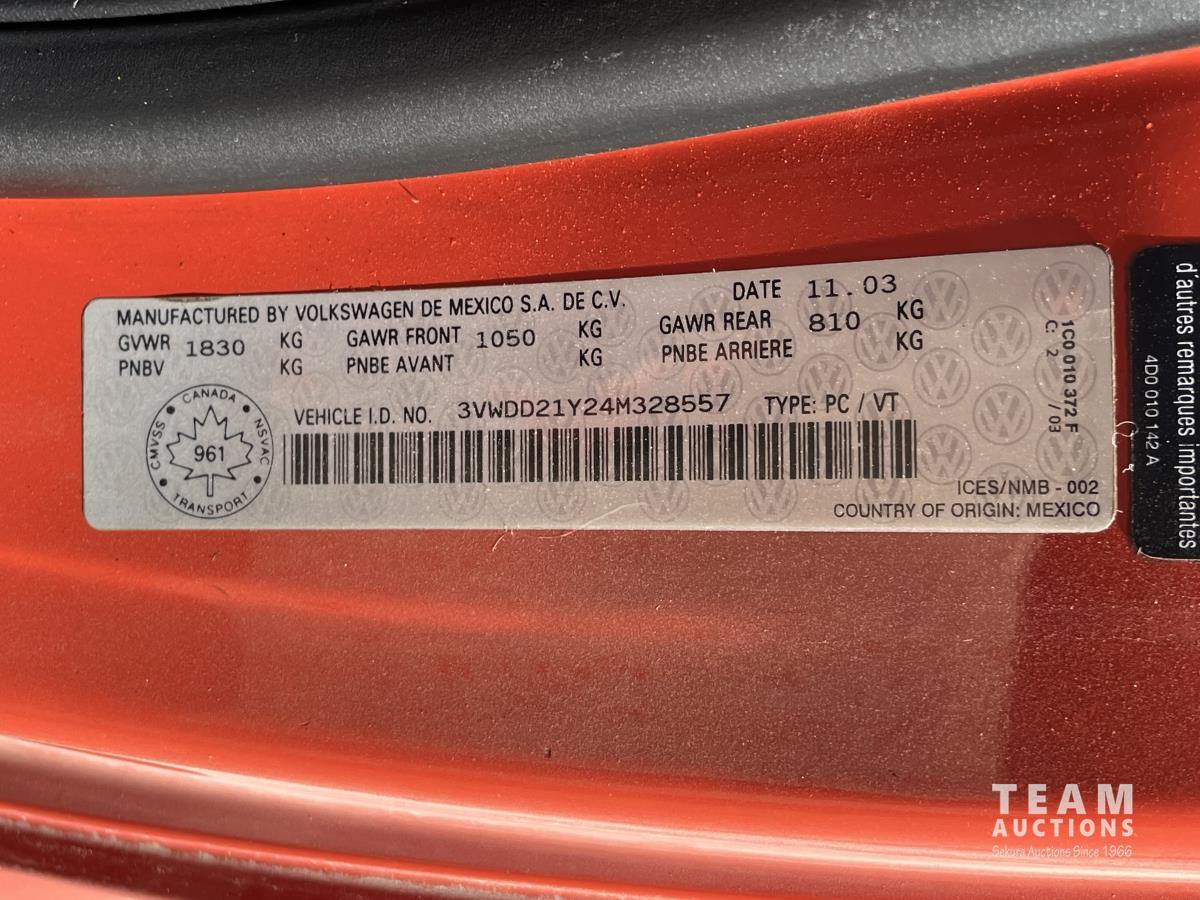 MANUFACTURED BY VOLKSWAGEN DE MEXICO S.A. DE C.V. DATE 11.03
GVWR 1830 KG GAWR FRONT 1050 KG GAWR REAR 810 KG
PNBV KG PNBE AVANT KG PNBE ARRIERE KG
VEHICLE I.D. NO. 3VWDD21Y24M328557 TYPE: PC / VT
CANADA
CMVSS NSVAC
961
TRANSPORT
ICES/NMB - 002
COUNTRY OF ORIGIN: MEXICO
1C0 010 372 F
C: 2 / 03
d'autres remarques importantes
4D0 010 142 A
TEAM
AUCTIONS
Sekura Auctions Since 1966